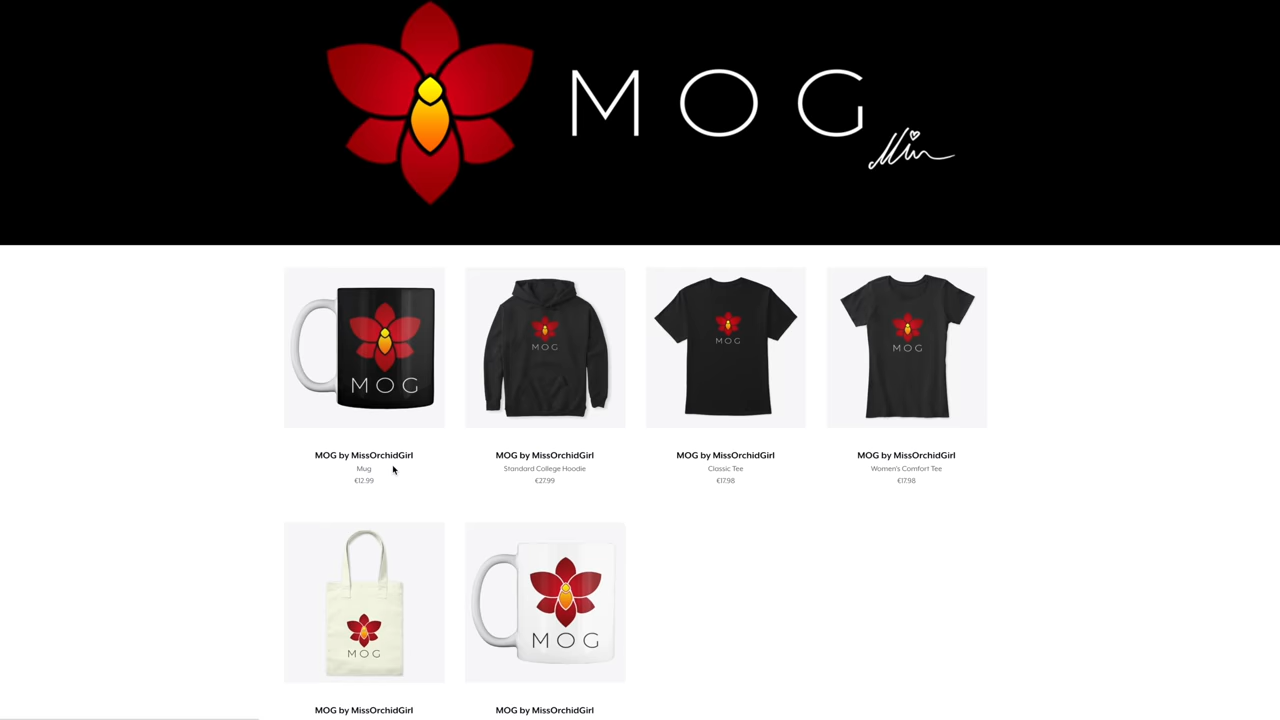 MOG
Min
MOG
MOG
MOG
MOG
MOG by MissOrchidGirl
Mug
€12.99
MOG by MissOrchidGirl
Standard College Hoodie
€27.99
MOG by MissOrchidGirl
Classic Tee
€17.98
MOG by MissOrchidGirl
Women's Comfort Tee
€17.98
MOG
MOG
MOG by MissOrchidGirl
MOG by MissOrchidGirl